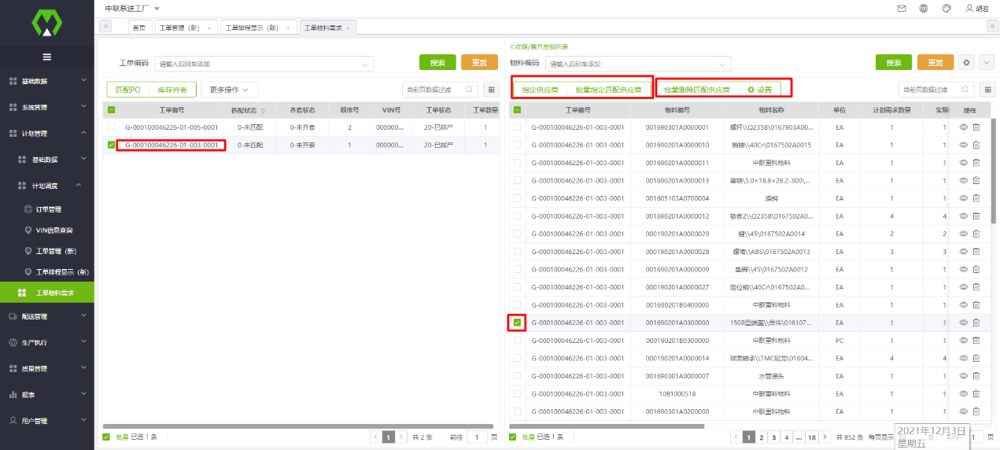 中联泵送工厂
胡迎
首页 工单管理（新） × 工单排程显示（新） × 工单物料需求 ×
基础数据
系统管理
计划管理
基础数据
计划调度
订单管理
VIN信息查询
工单管理（新）
工单排程显示（新）
工单物料需求
配送管理
生产执行
质量管理
报表
用户管理
工单编码 请输入后回车添加 搜索 重置
匹配PO 库存齐套 更多操作 当前页数据过滤
工单编号 匹配状态 齐套状态 顺序号 VIN号 工单状态 工单数量
G-000100046226-01-005-0001 0-未匹配 0-未齐套 2 000000... 20-已排产 1
G-000100046226-01-003-0001 0-未匹配 0-未齐套 1 000000... 20-已排产 1
批量 已选 1 条 1 共 2 条 前往 1 页
收缩/展开左侧列表
物料编码 请输入后回车添加 搜索 重置
指定供应商 批量指定匹配供应商 批量删除匹配供应商 设置 当前页数据过滤
工单编号 物料编号 物料名称 单位 计划需求数量 实际 操作
G-000100046226-01-003-0001 001690301A0000001 螺杆\\Q235B\0167903A00... EA 1 1
G-000100046226-01-003-0001 001690201A0000010 销轴\\40Cr\0167502A0015 EA 1 1
G-000100046226-01-003-0001 001690201A0000011 中联重科物料 EA 1 1
G-000100046226-01-003-0001 001690201A0000013 磨链\5.0×18.8×28.2-300\... EA 1 1
G-000100046226-01-003-0001 001605103A0700004 插销 EA 1 1
G-000100046226-01-003-0001 001690201A0000012 垫套2\\Q235B\0167502A0... EA 4 4
G-000100046226-01-003-0001 000190201A0000029 键\\45\0167502A0014 EA 2 2
G-000100046226-01-003-0001 000190201A0000028 螺堵\\ABS\0167502A0013 EA 3 3
G-000100046226-01-003-0001 001690201A0000009 垫圈\\45\0167502A0012 EA 1 1
G-000100046226-01-003-0001 000190201A0000027 定位销\\40Cr\0167502A0... EA 1 1
G-000100046226-01-003-0001 001690201B0400000 中联重科物料 EA 1 1
G-000100046226-01-003-0001 001690201A0300000 150B型端盖\\焊件\016107... EA 1 1
G-000100046226-01-003-0001 000190201B0300000 中联重科物料 PC 1 1
G-000100046226-01-003-0001 000190201A0000014 球面轴承\\TMC尼龙\01604... EA 4 4
G-000100046226-01-003-0001 001690301A0000007 水管接头 EA 1 1
G-000100046226-01-003-0001 1081000518 中联重科物料 EA 1 1
G-000100046226-01-003-0001 001690301A0200000 中联重科物料 EA 1 1
批量 已选 1 条 1 2 3 4 ... 18 共 852 条 每页显示 1 页
2021年12月3日
星期五